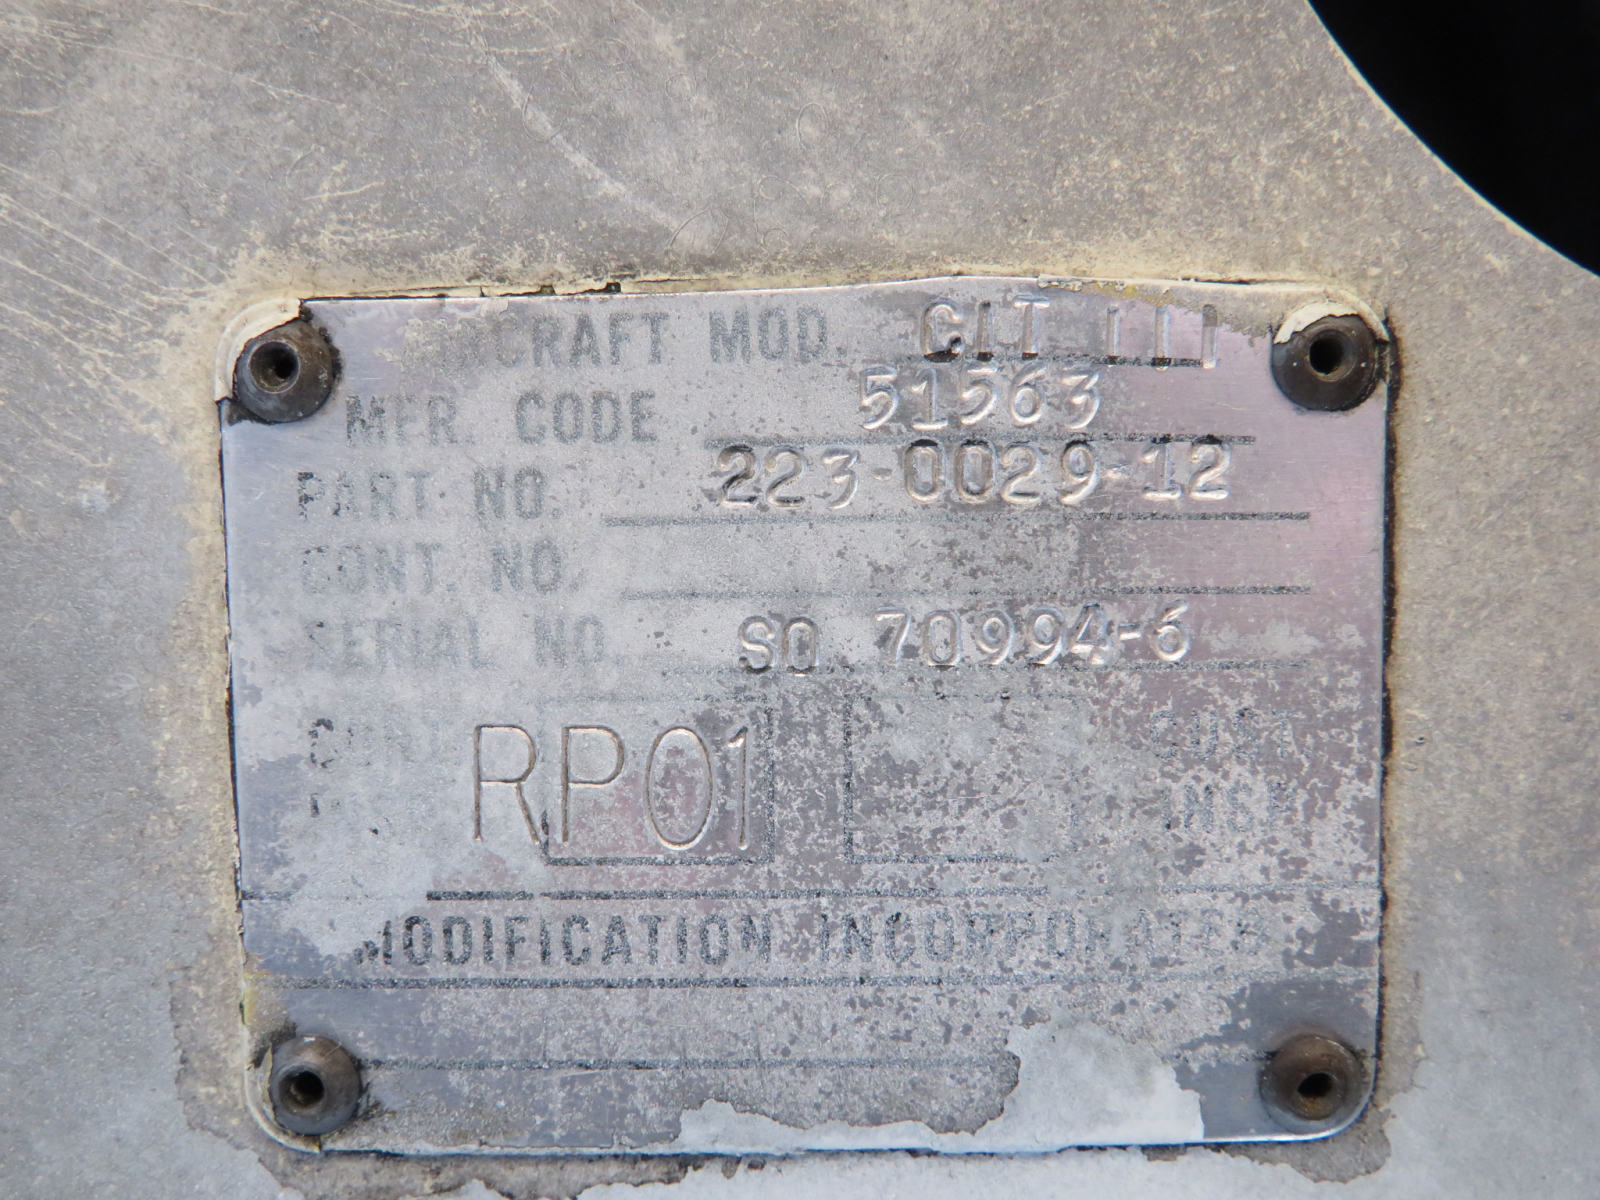 AIRCRAFT MOD. CIT III
MFR CODE 51563
PART NO. 223-0029-12
CONT. NO.
SERIAL NO. SO 70994-6
RP01 CUST.
INSP.
MODIFICATION INCORPORATED